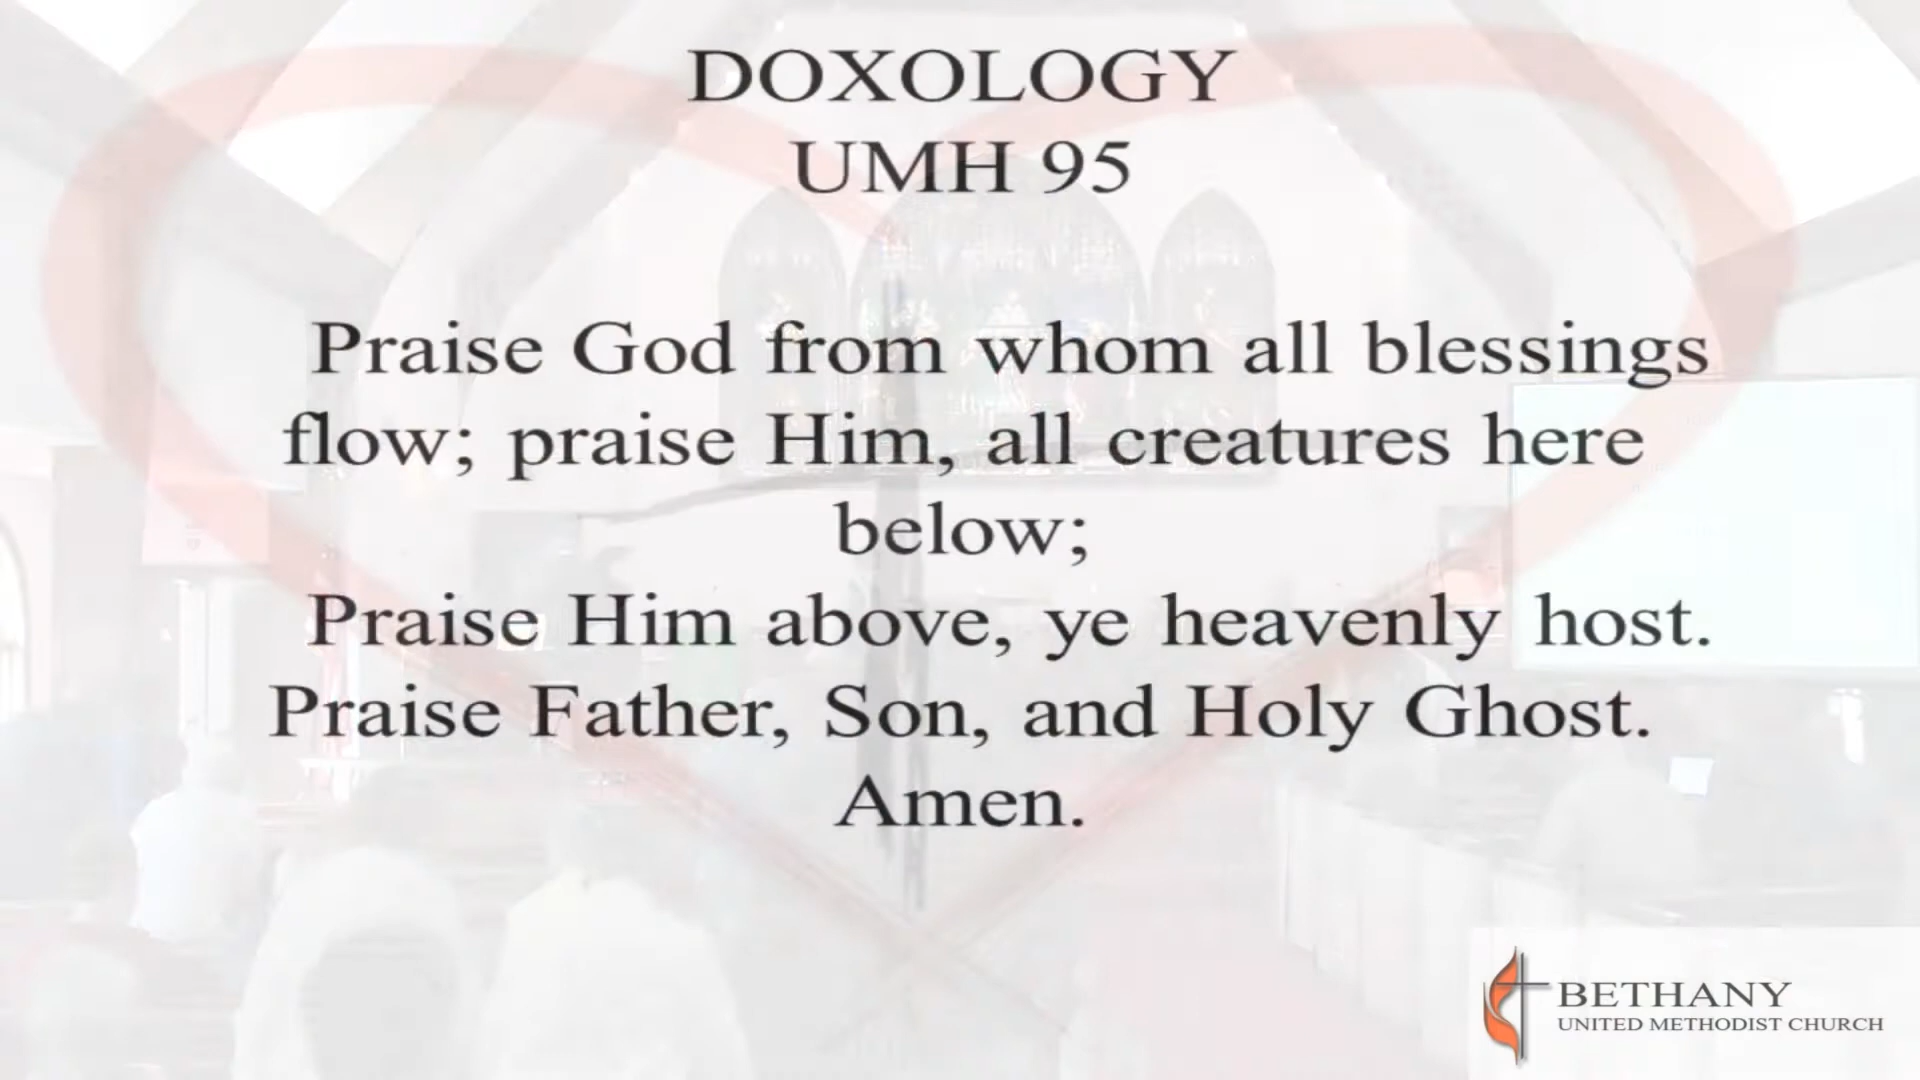 DOXOLOGY
UMH 95
Praise God from whom all blessings
flow; praise Him, all creatures here
below;
Praise Him above, ye heavenly host.
Praise Father, Son, and Holy Ghost.
Amen.
BETHANY
UNITED METHODIST CHURCH